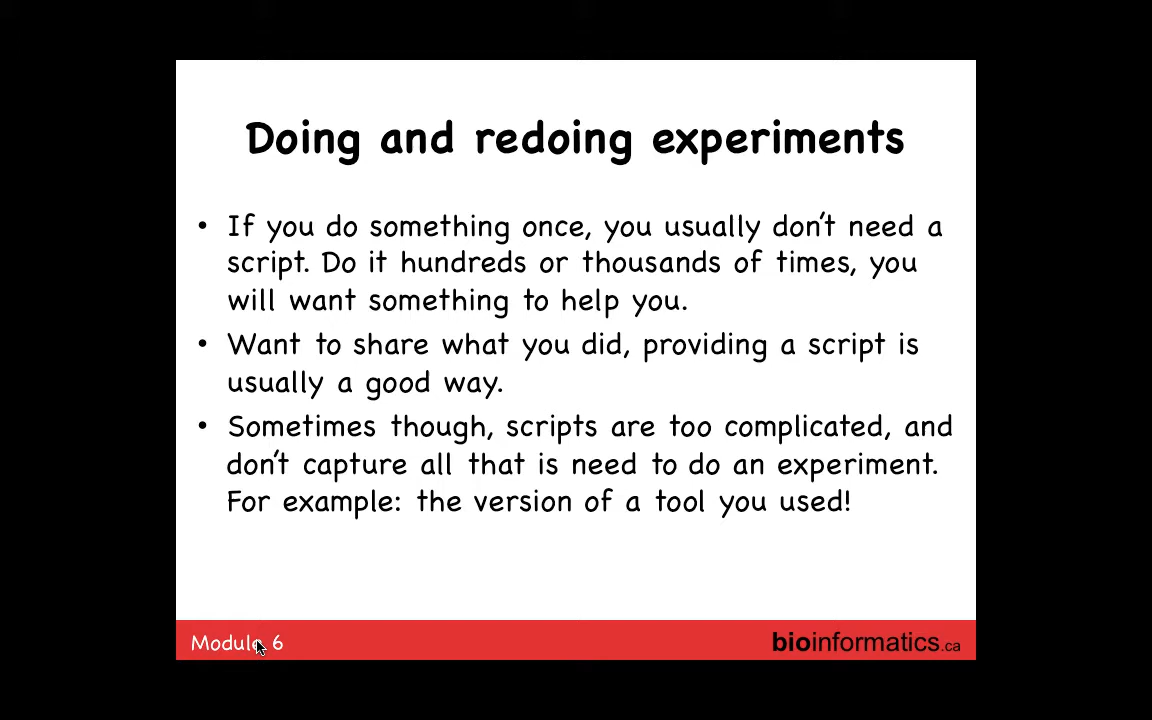 Doing and redoing experiments
• If you do something once, you usually don't need a
script. Do it hundreds or thousands of times, you
will want something to help you.
• Want to share what you did, providing a script is
usually a good way.
• Sometimes though, scripts are too complicated, and
don't capture all that is need to do an experiment.
For example: the version of a tool you used!
Module 6
bioinformatics.ca